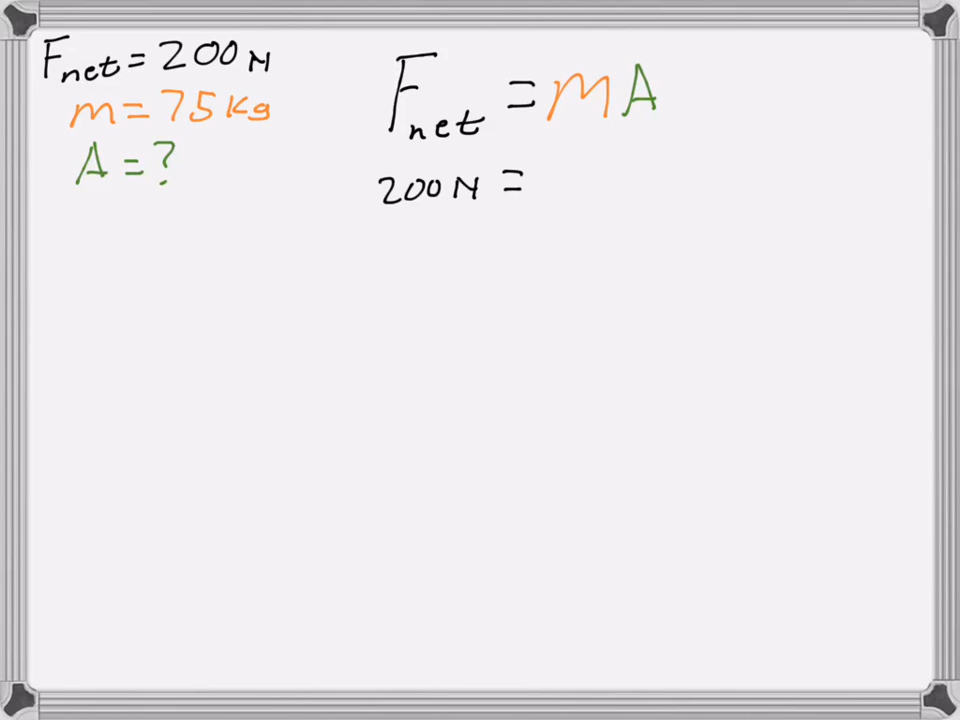 Fnet = 200 N
m = 75 kg
A = ?
Fnet = mA
200 N =